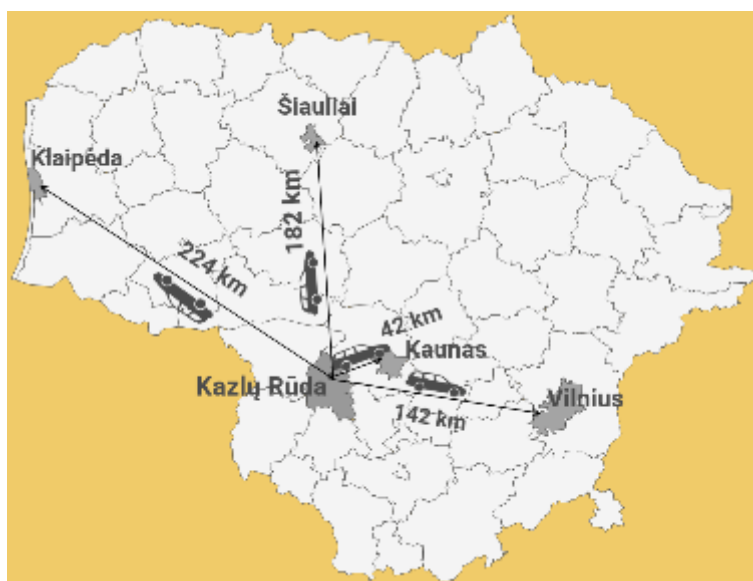 Šiauliai
Klaipėda
182 km
224 km
42 km
Kaunas
Kazlų Rūda
Vilnius
142 km